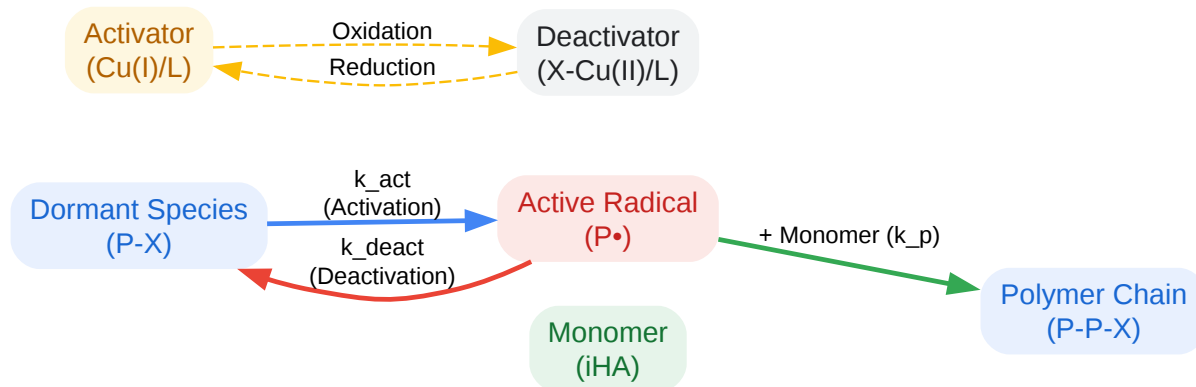 Activator
(Cu(I)/L)
Oxidation
Reduction
Deactivator
(X-Cu(II)/L)
Dormant Species
(P-X)
k_act
(Activation)
k_deact
(Deactivation)
Active Radical
(P•)
+ Monomer (k_p)
Polymer Chain
(P-P-X)
Monomer
(iHA)